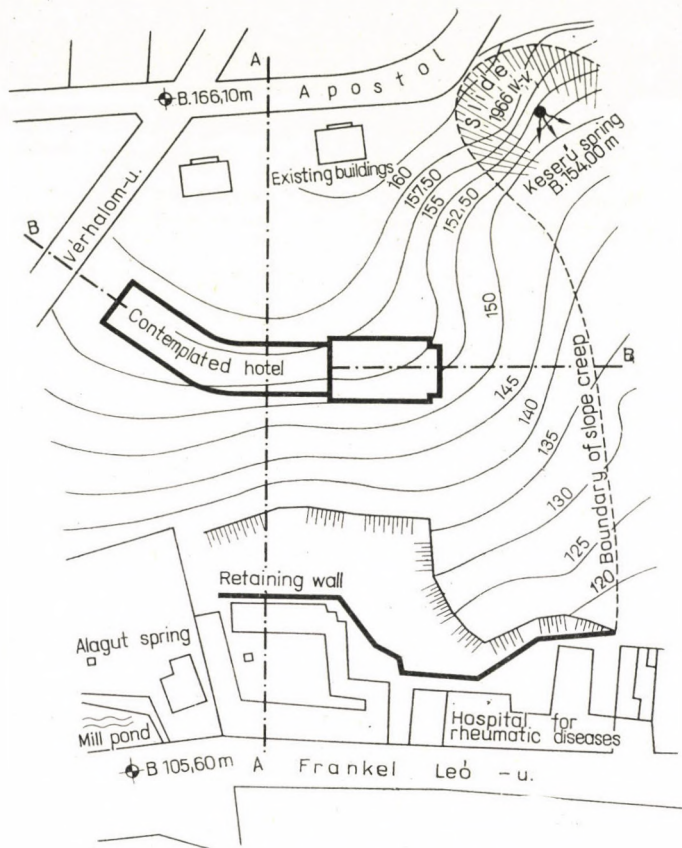 A
Apostol
B.166,10m
Slide
1966 IV.-V.
Keserű spring
B.154.00 m
Existing buildings
160
157.50
155
152.50
150
Vérhalom-u.
B
Contemplated hotel
B
145
140
135
130
125
120
Boundary of slope creep
Retaining wall
Alagut spring
Mill pond
Hospital for
rheumatic diseases
B 105,60m
A
Frankel Leó -u.